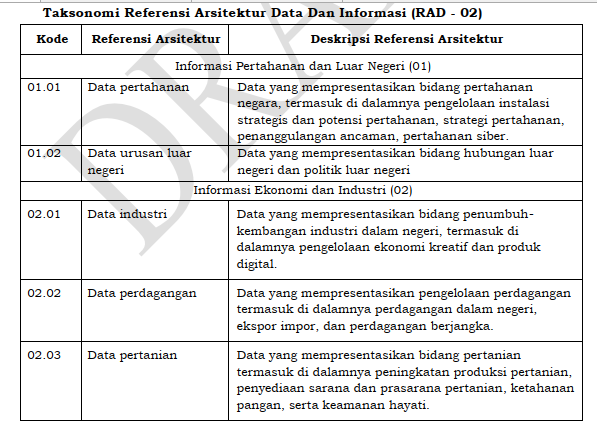 Taksonomi Referensi Arsitektur Data Dan Informasi (RAD - 02)
Kode Referensi Arsitektur Deskripsi Referensi Arsitektur
Informasi Pertahanan dan Luar Negeri (01)
01.01 Data pertahanan Data yang mempresentasikan bidang pertahanan
negara, termasuk di dalamnya pengelolaan instalasi
strategis dan potensi pertahanan, strategi pertahanan,
penanggulangan ancaman, pertahanan siber.
01.02 Data urusan luar Data yang mempresentasikan bidang hubungan luar
negeri negeri dan politik luar negeri
Informasi Ekonomi dan Industri (02)
02.01 Data industri Data yang mempresentasikan bidang penumbuh-
kembangan industri dalam negeri, termasuk di
dalamnya pengelolaan ekonomi kreatif dan produk
digital.
02.02 Data perdagangan Data yang mempresentasikan pengelolaan perdagangan
termasuk di dalamnya perdagangan dalam negeri,
ekspor impor, dan perdagangan berjangka.
02.03 Data pertanian Data yang mempresentasikan bidang pertanian
termasuk di dalamnya peningkatan produksi pertanian,
penyediaan sarana dan prasarana pertanian, ketahanan
pangan, serta keamanan hayati.
DRA